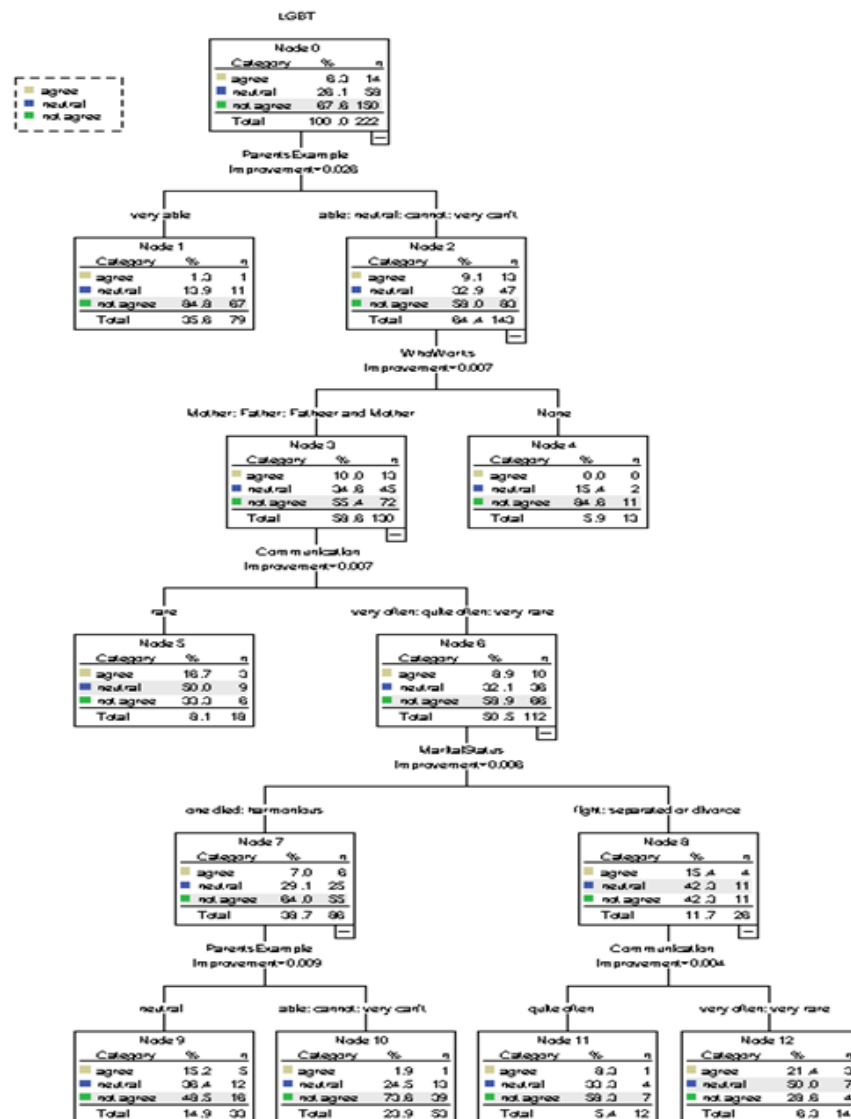 LGBT
Node 0
Category % n
agree 6.3 14
neutral 26.1 58
not agree 67.6 150
Total 100.0 222
agree
neutral
not agree
ParentsExample
Improvement=0.026
very able
able; neutral; cannot; very can't
Node 1
Category % n
agree 1.3 1
neutral 13.9 11
not agree 84.8 67
Total 35.6 79
Node 2
Category % n
agree 9.1 13
neutral 32.9 47
not agree 58.0 83
Total 64.4 143
WhoWorks
Improvement=0.007
Mother; Father; Fatheer and Mother
None
Node 3
Category % n
agree 10.0 13
neutral 34.6 45
not agree 55.4 72
Total 58.6 130
Node 4
Category % n
agree 0.0 0
neutral 15.4 2
not agree 84.6 11
Total 5.9 13
Communication
Improvement=0.007
rare
very often; quite often; very rare
Node 5
Category % n
agree 16.7 3
neutral 50.0 9
not agree 33.3 6
Total 8.1 18
Node 6
Category % n
agree 8.9 10
neutral 32.1 36
not agree 58.9 66
Total 50.5 112
MaritalStatus
Improvement=0.006
one died; harmonious
fight; separated or divorce
Node 7
Category % n
agree 7.0 6
neutral 29.1 25
not agree 64.0 55
Total 38.7 86
Node 8
Category % n
agree 15.4 4
neutral 42.3 11
not agree 42.3 11
Total 11.7 26
ParentsExample
Improvement=0.009
Communication
Improvement=0.004
neutral
able; cannot; very can't
quite often
very often; very rare
Node 9
Category % n
agree 15.2 5
neutral 36.4 12
not agree 48.5 16
Total 14.9 33
Node 10
Category % n
agree 1.9 1
neutral 24.5 13
not agree 73.6 39
Total 23.9 53
Node 11
Category % n
agree 8.3 1
neutral 33.3 4
not agree 58.3 7
Total 5.4 12
Node 12
Category %
agree 21.4 3
neutral 50.0 7
not agree 28.6 4
Total 6.3